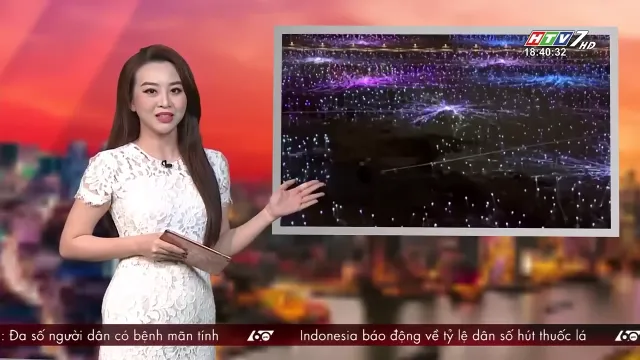 HTV7 HD
18:40:32
: Đa số người dân có bệnh mãn tính 60 Indonesia báo động về tỷ lệ dân số hút thuốc lá